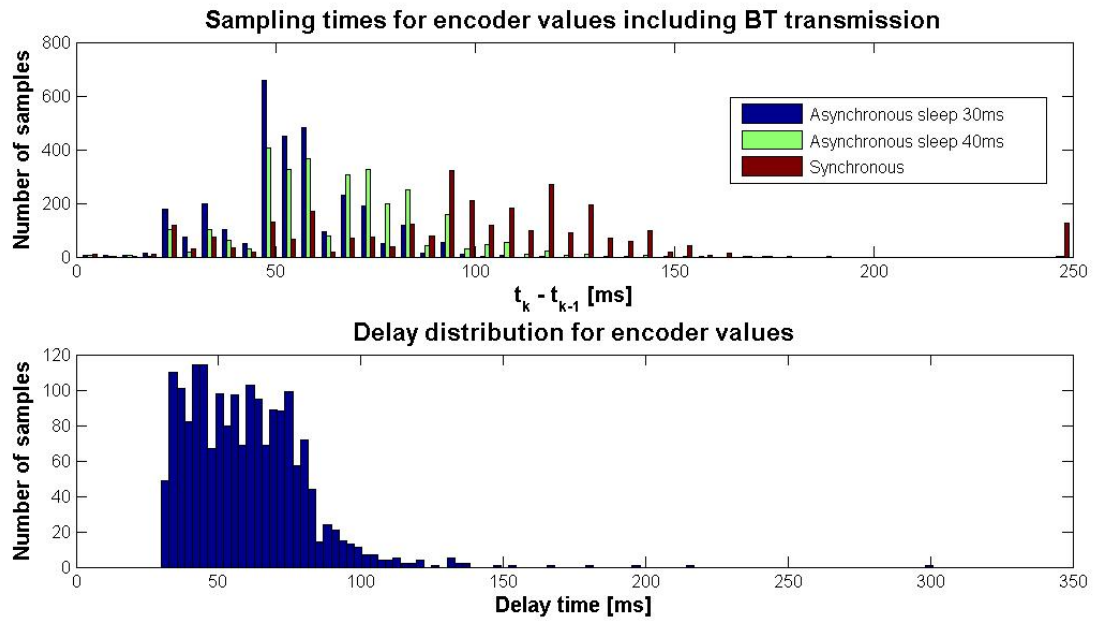 Sampling times for encoder values including BT transmission
Number of samples
800
600
400
200
0
0 50 100 150 200 250
Asynchronous sleep 30ms
Asynchronous sleep 40ms
Synchronous
t_k - t_{k-1} [ms]
Delay distribution for encoder values
Number of samples
120
100
80
60
40
20
0
0 50 100 150 200 250 300 350
Delay time [ms]